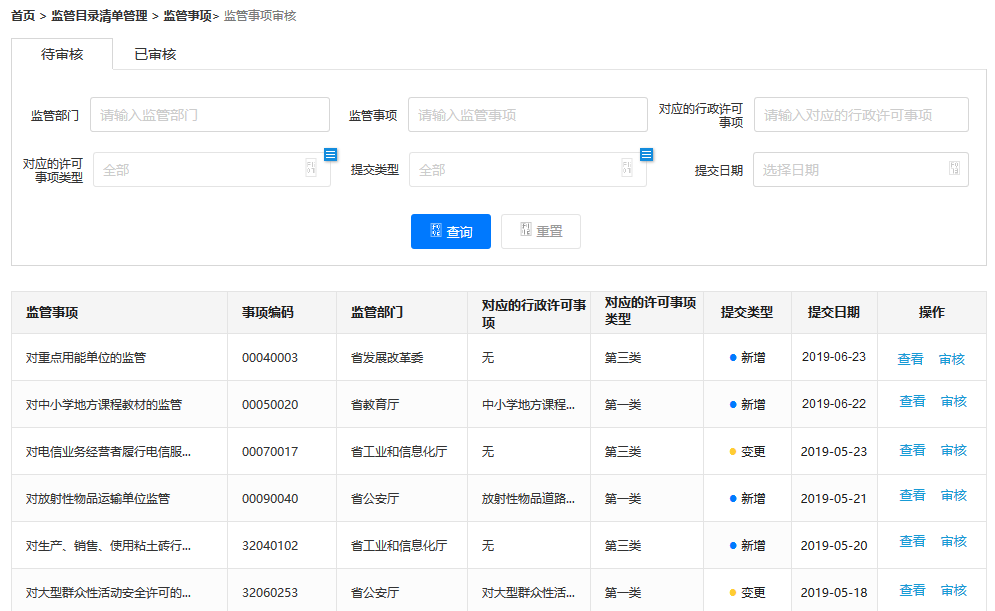 首页 > 监管目录清单管理 > 监管事项> 监管事项审核
待审核 已审核
监管部门 请输入监管部门 监管事项 请输入监管事项 对应的行政许可 请输入对应的行政许可事项
事项
对应的许可
事项类型 全部 提交类型 全部 提交日期 选择日期
查询 重置
监管事项 事项编码 监管部门 对应的行政许可事 对应的许可事项 提交类型 提交日期 操作
项 类型
对重点用能单位的监管 00040003 省发展改革委 无 第三类 新增 2019-06-23 查看 审核
对中小学地方课程教材的监管 00050020 省教育厅 中小学地方课程... 第一类 新增 2019-06-22 查看 审核
对电信业务经营者履行电信服... 00070017 省工业和信息化厅 无 第三类 变更 2019-05-23 查看 审核
对放射性物品运输单位监管 00090040 省公安厅 放射性物品道路... 第一类 新增 2019-05-21 查看 审核
对生产、销售、使用粘土砖行... 32040102 省工业和信息化厅 无 第三类 新增 2019-05-20 查看 审核
对大型群众性活动安全许可的... 32060253 省公安厅 对大型群众性活... 第一类 变更 2019-05-18 查看 审核